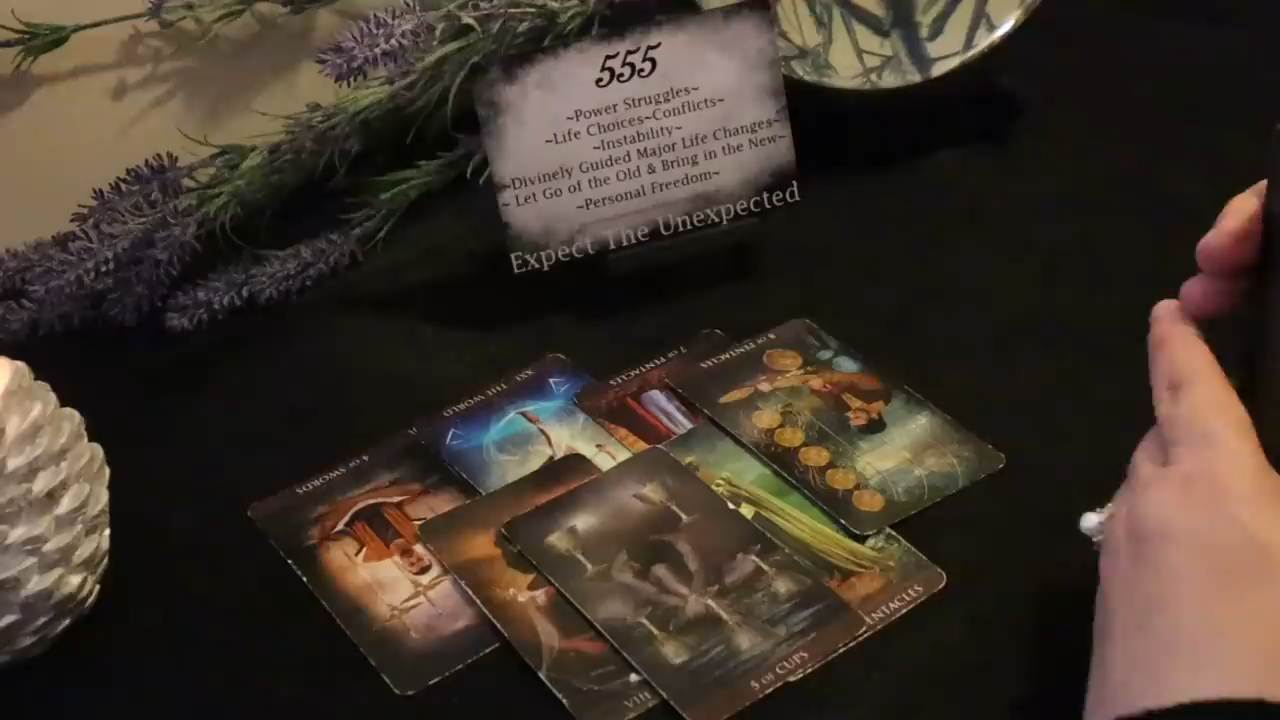 555
~Power Struggles~
~Life Choices~Conflicts~
~Instability~
~Divinely Guided Major Life Changes~
~ Let Go of the Old & Bring in the New~
~Personal Freedom~
Expect The Unexpected
XXI THE WORLD
7 OF PENTACLES
8 OF PENTACLES
4 OF SWORDS
NTACLES
5 OF CUPS
VIII